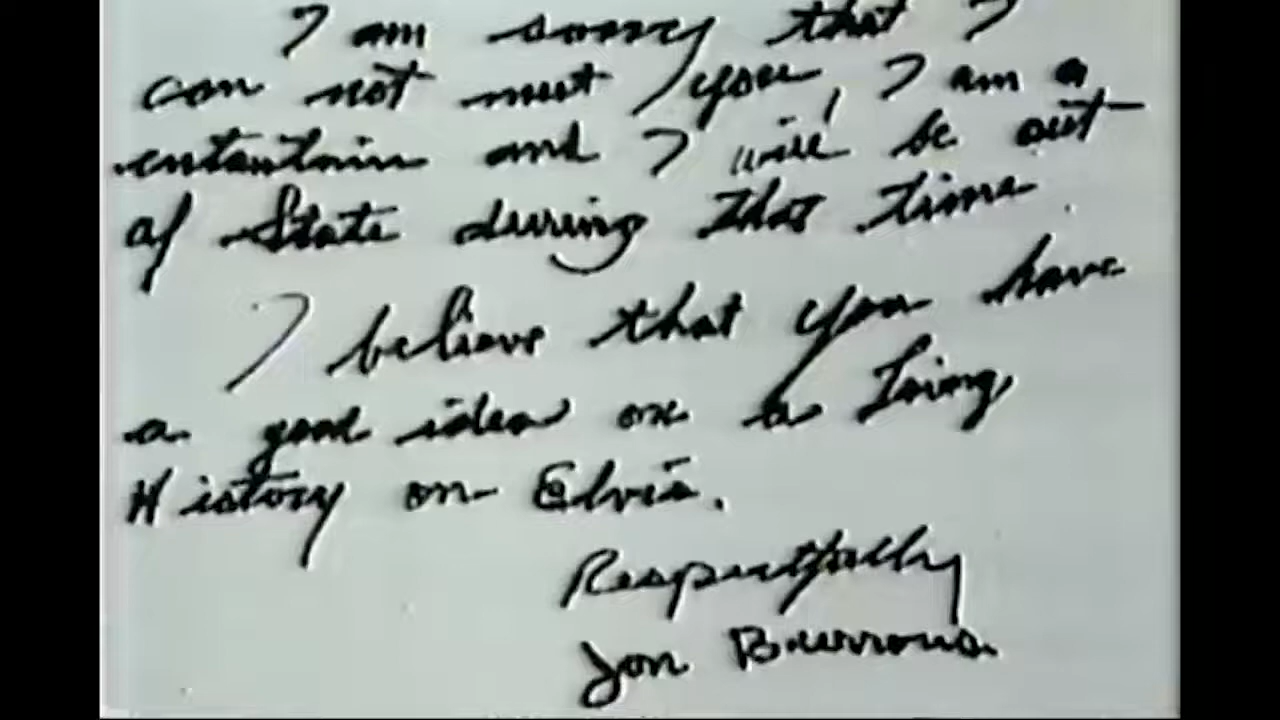 I am sorry that I
can not meet you, I am a
entertain and I will be out
of State during that time.
I believe that you have
a good idea on a Living
History on Elvis.
Respectfully
Jon Burrows